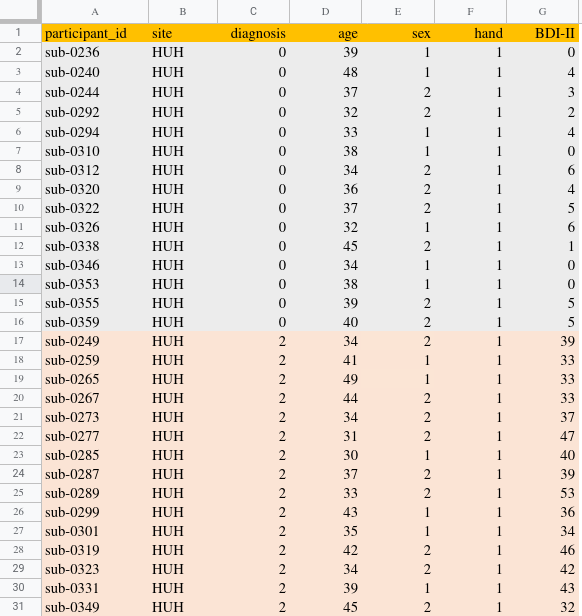 A B C D E F G
1 participant_id site diagnosis age sex hand BDI-II
2 sub-0236 HUH 0 39 1 1 0
3 sub-0240 HUH 0 48 1 1 4
4 sub-0244 HUH 0 37 2 1 3
5 sub-0292 HUH 0 32 2 1 2
6 sub-0294 HUH 0 33 1 1 4
7 sub-0310 HUH 0 38 1 1 0
8 sub-0312 HUH 0 34 2 1 6
9 sub-0320 HUH 0 36 2 1 4
10 sub-0322 HUH 0 37 2 1 5
11 sub-0326 HUH 0 32 1 1 6
12 sub-0338 HUH 0 45 2 1 1
13 sub-0346 HUH 0 34 1 1 0
14 sub-0353 HUH 0 38 1 1 0
15 sub-0355 HUH 0 39 2 1 5
16 sub-0359 HUH 0 40 2 1 5
17 sub-0249 HUH 2 34 2 1 39
18 sub-0259 HUH 2 41 1 1 33
19 sub-0265 HUH 2 49 1 1 33
20 sub-0267 HUH 2 44 2 1 33
21 sub-0273 HUH 2 34 2 1 37
22 sub-0277 HUH 2 31 2 1 47
23 sub-0285 HUH 2 30 1 1 40
24 sub-0287 HUH 2 37 2 1 39
25 sub-0289 HUH 2 33 2 1 53
26 sub-0299 HUH 2 43 1 1 36
27 sub-0301 HUH 2 35 1 1 34
28 sub-0319 HUH 2 42 2 1 46
29 sub-0323 HUH 2 34 2 1 42
30 sub-0331 HUH 2 39 1 1 43
31 sub-0349 HUH 2 45 2 1 32